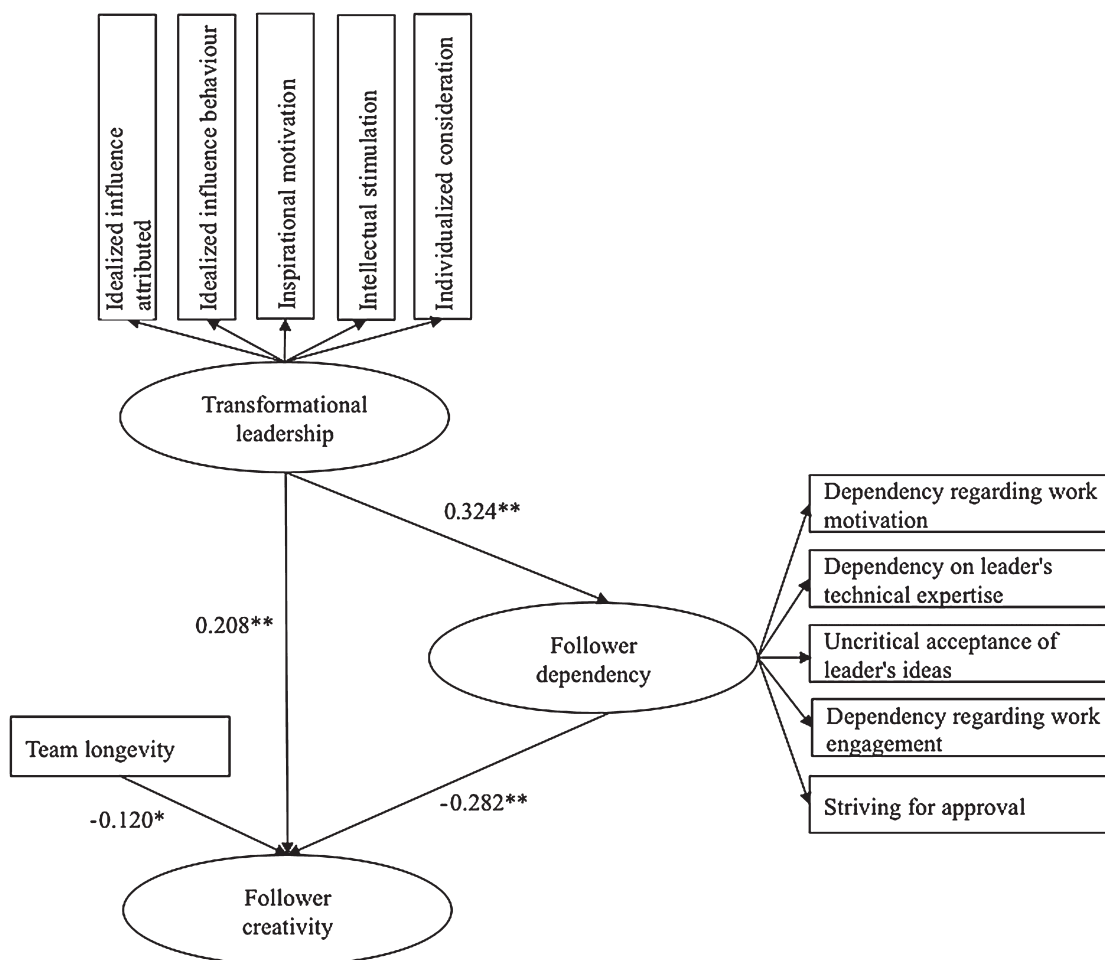 Idealized influence
attributed
Idealized influence behaviour
Inspirational motivation
Intellectual stimulation
Individualized consideration
Transformational
leadership
0.324**
0.208**
Dependency regarding work
motivation
Dependency on leader's
technical expertise
Uncritical acceptance of
leader's ideas
Dependency regarding work
engagement
Striving for approval
Follower
dependency
Team longevity
-0.120*
-0.282**
Follower
creativity